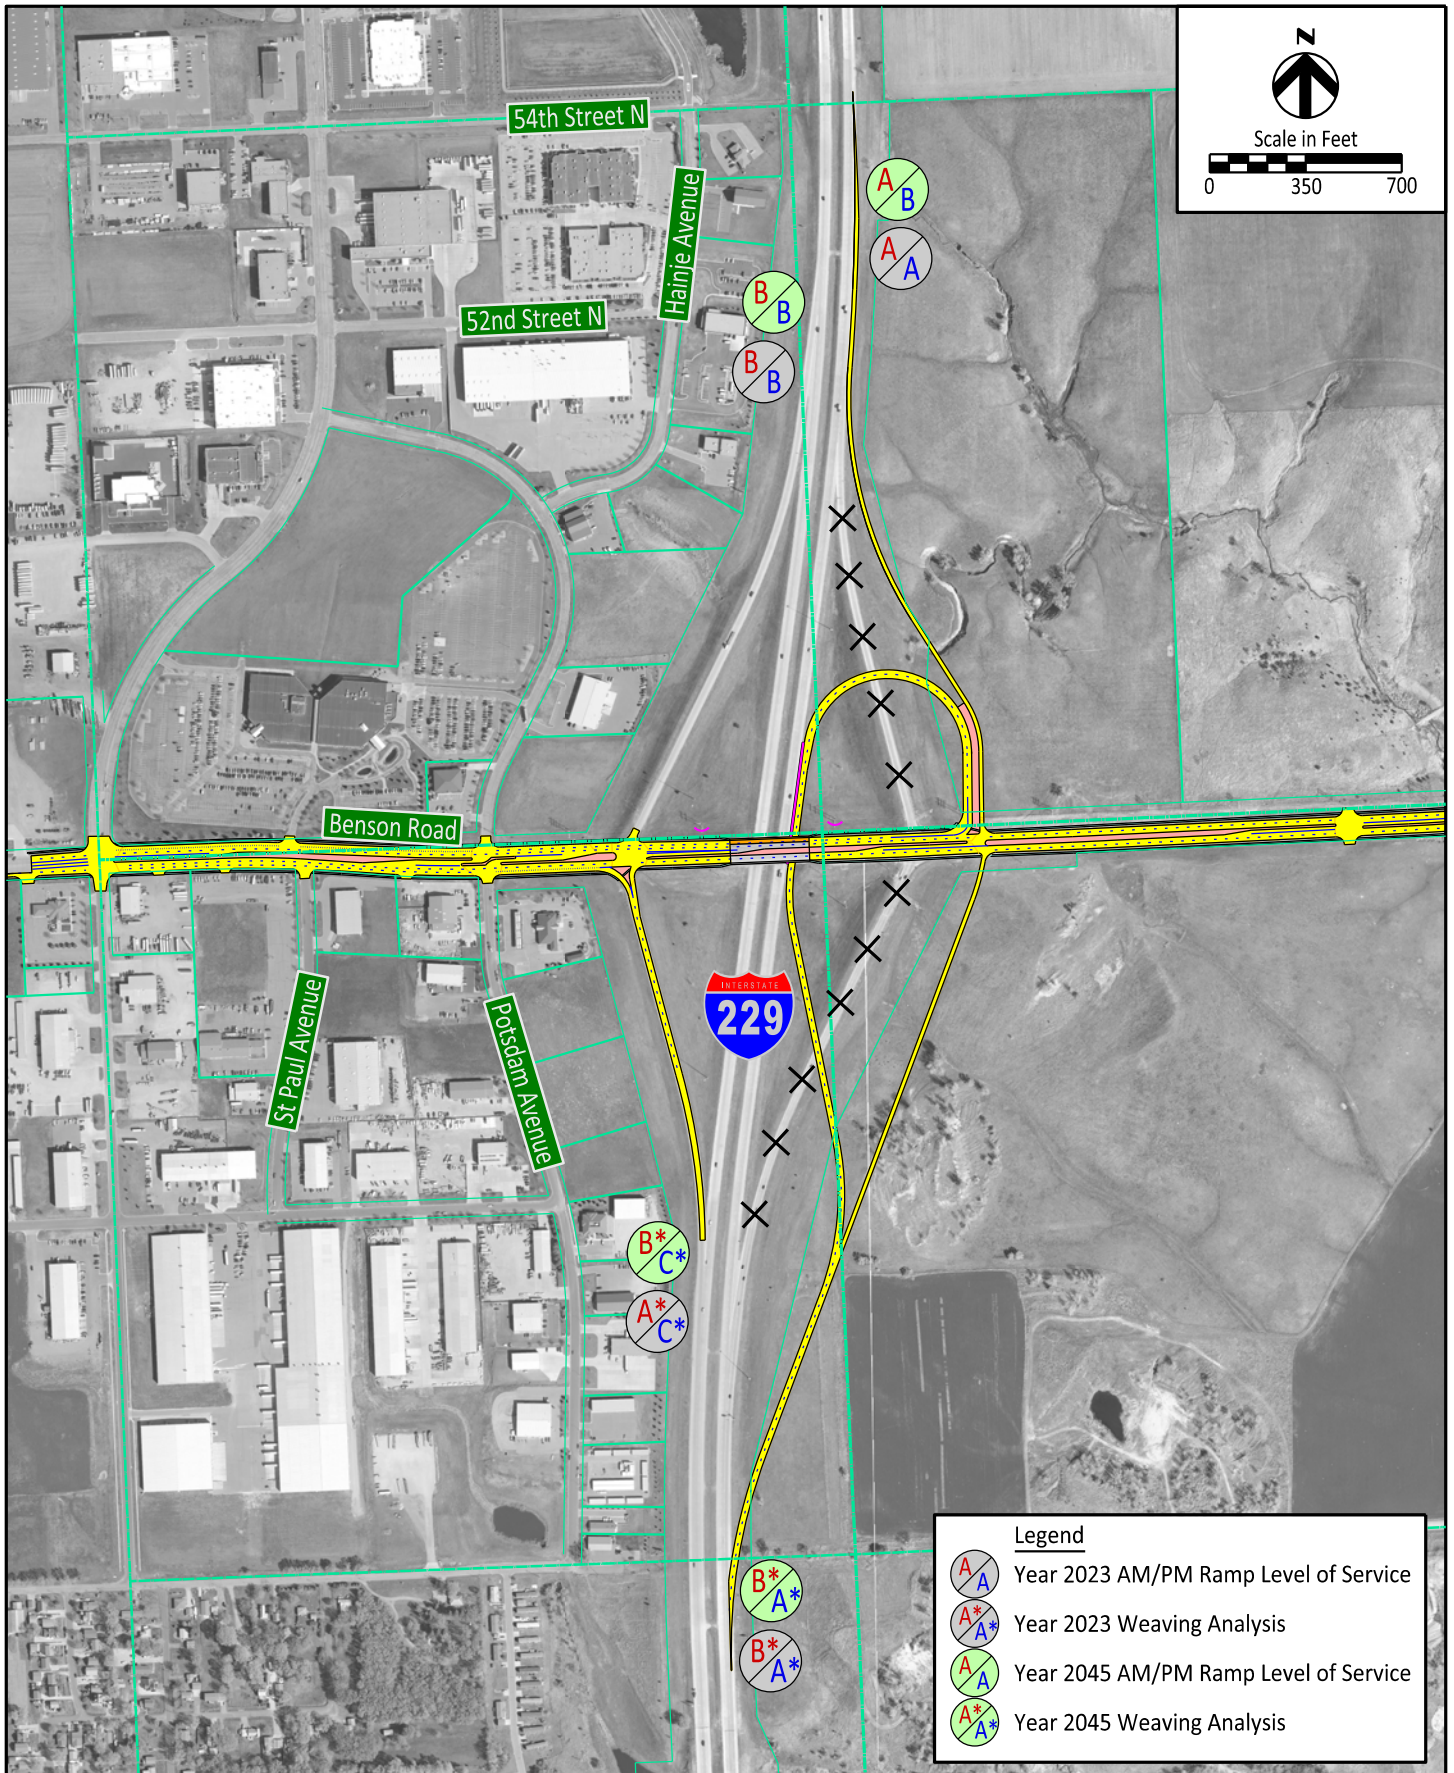 N
Scale in Feet
0 350 700
54th Street N
Hainje Avenue
A B
A A
52nd Street N
B B
B B
Benson Road
INTERSTATE
229
St Paul Avenue
Potsdam Avenue
B* C*
A* C*
B* A*
B* A*
Legend
A A Year 2023 AM/PM Ramp Level of Service
A* A* Year 2023 Weaving Analysis
A A Year 2045 AM/PM Ramp Level of Service
A* A* Year 2045 Weaving Analysis